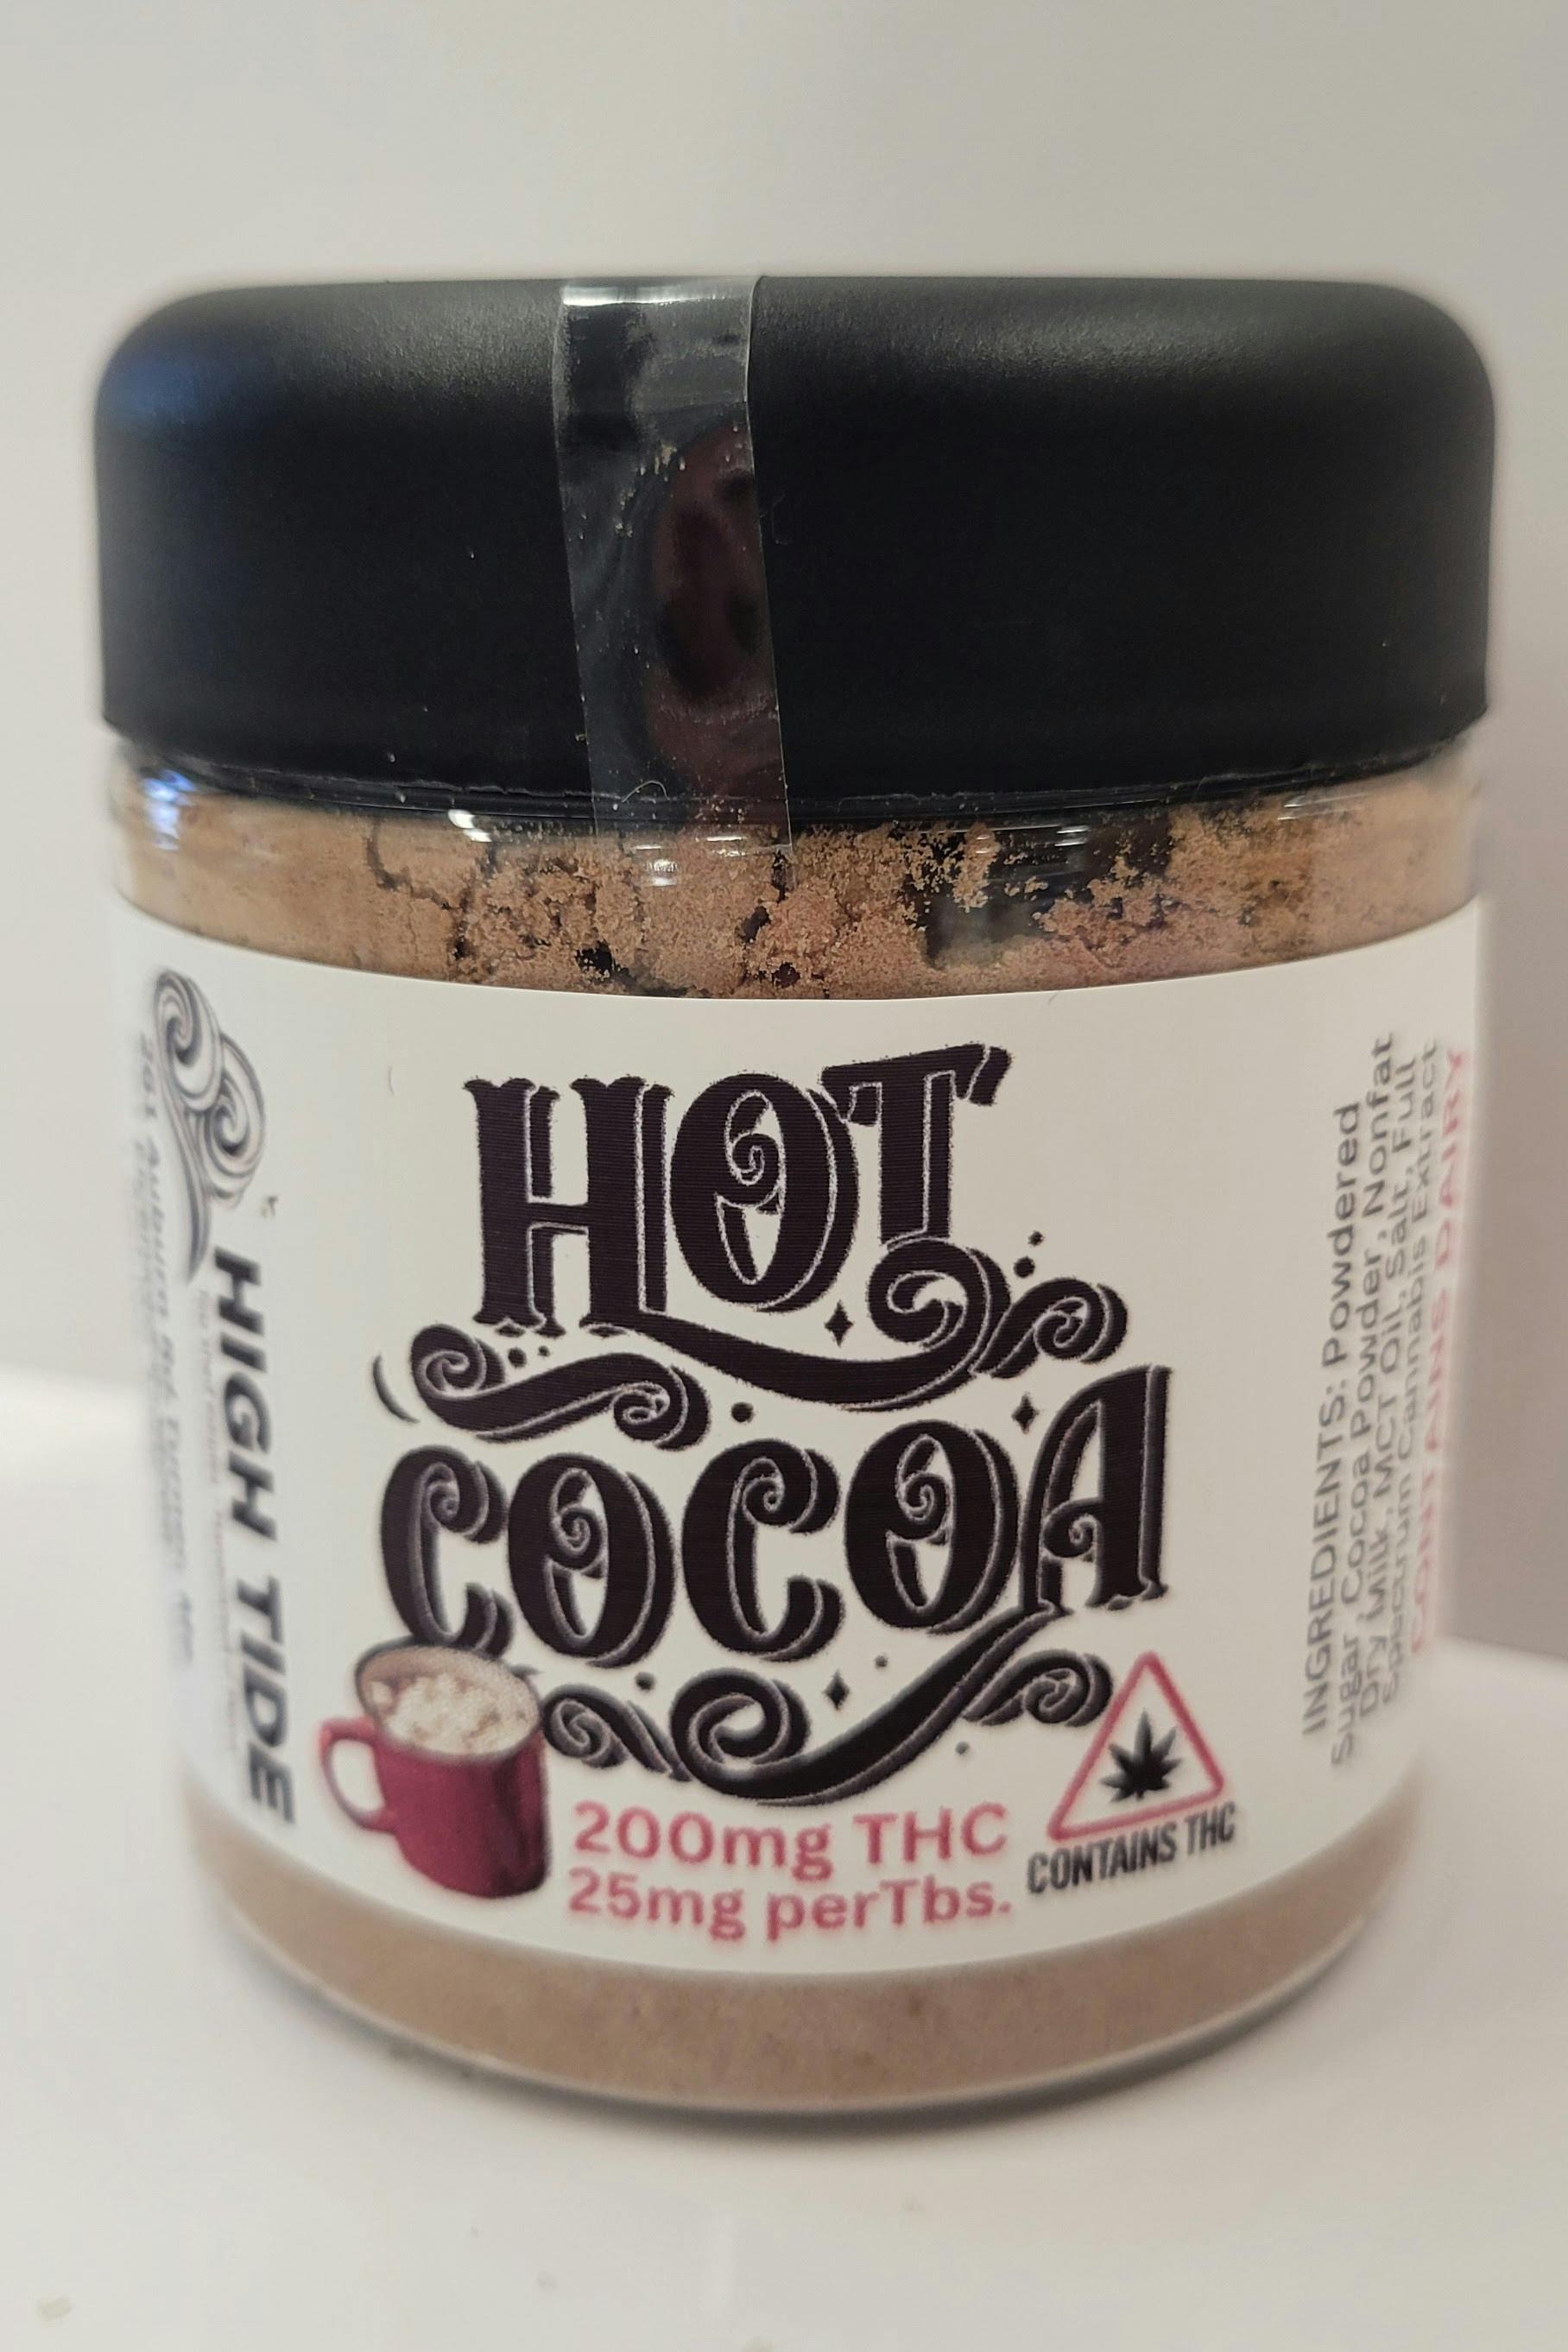 HOT
COCOA
200mg THC
25mg perTbs.
CONTAINS THC
HIGH TIDE
INGREDIENTS: Powdered
Sugar, Cocoa Powder, Nonfat
Dry Milk, MCT Oil, Salt, Full
Spectrum Cannabis Extract
CONTAINS DAIRY